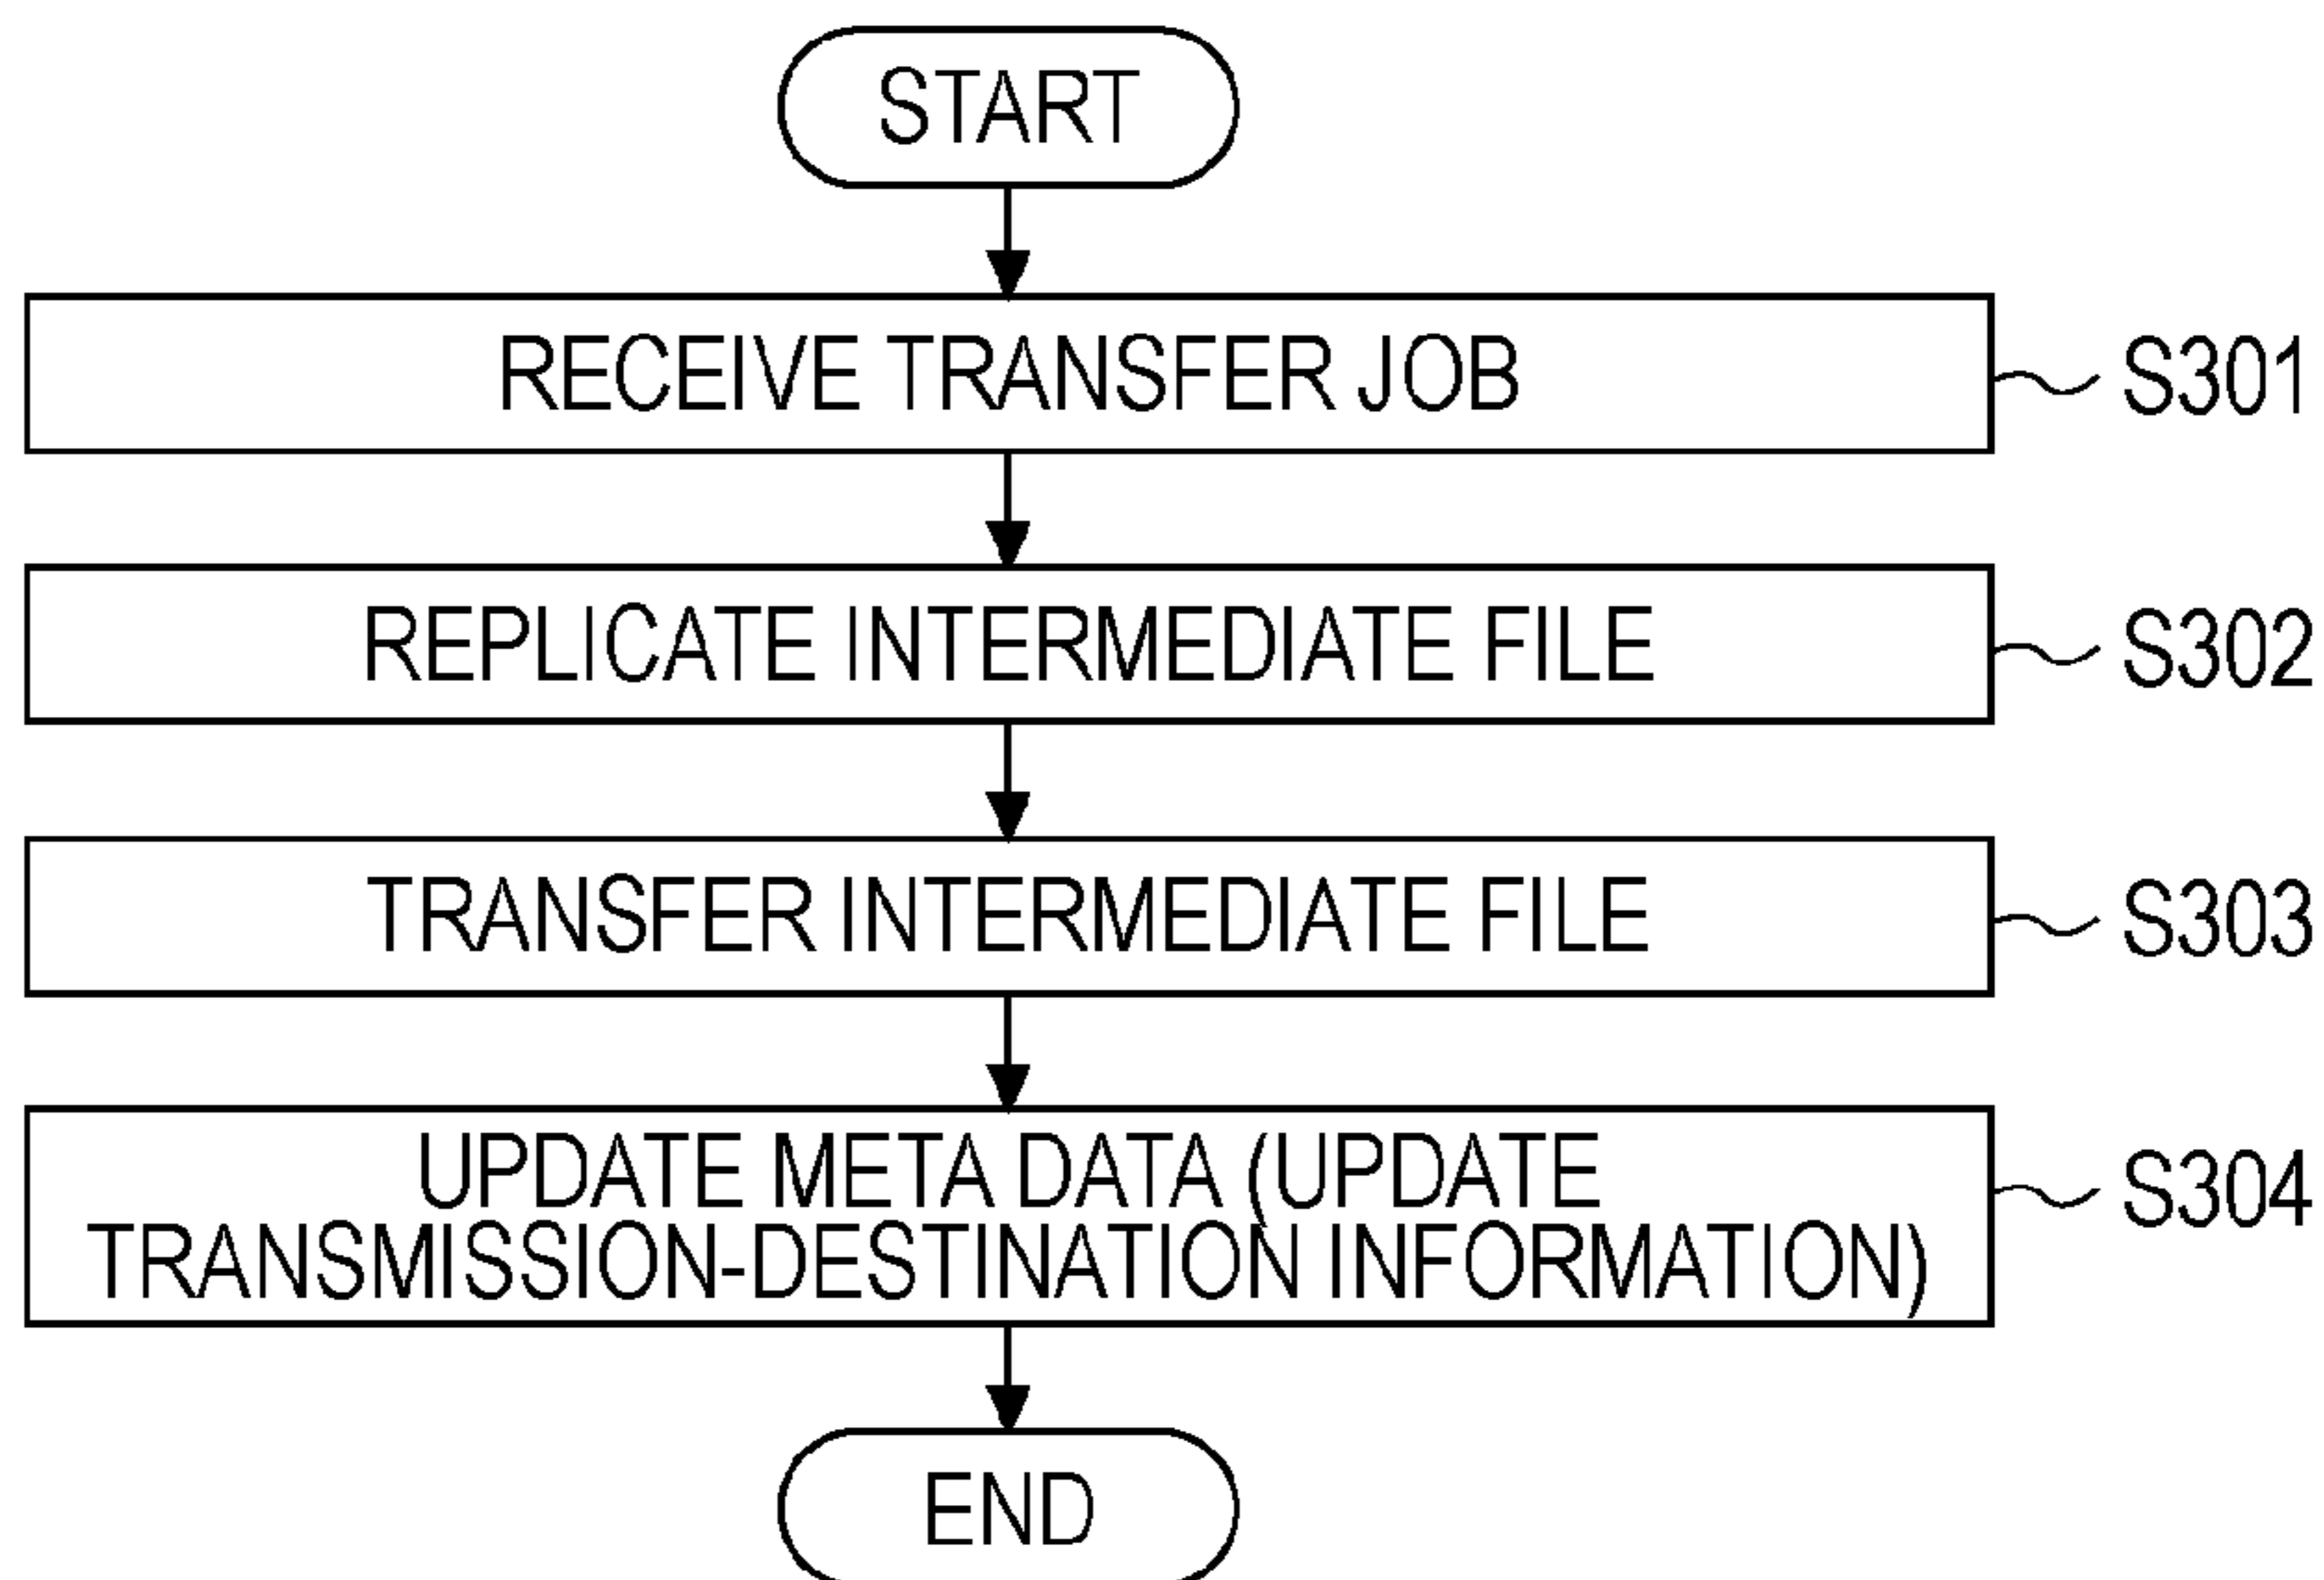 START
RECEIVE TRANSFER JOB
S301
REPLICATE INTERMEDIATE FILE
S302
TRANSFER INTERMEDIATE FILE
S303
UPDATE META DATA (UPDATE
TRANSMISSION-DESTINATION INFORMATION)
S304
END